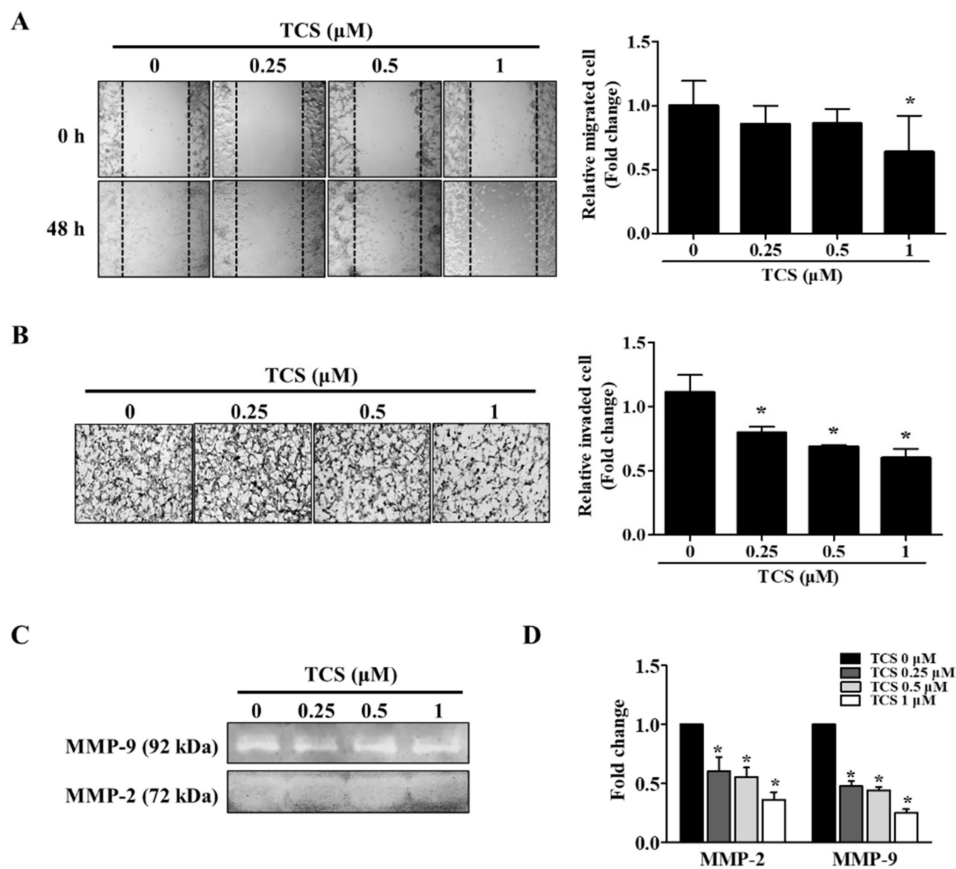 A
TCS (μM)
0 0.25 0.5 1
0 h
48 h
Relative migrated cell
(Fold change)
1.5
1.0
0.5
0.0
*
0 0.25 0.5 1
TCS (μM)
B
TCS (μM)
0 0.25 0.5 1
Relative invaded cell
(Fold change)
1.5
1.0
0.5
0.0
* * *
0 0.25 0.5 1
TCS (μM)
C
TCS (μM)
0 0.25 0.5 1
MMP-9 (92 kDa)
MMP-2 (72 kDa)
D
TCS 0 μM
TCS 0.25 μM
TCS 0.5 μM
TCS 1 μM
Fold change
1.5
1.0
0.5
0.0
* * * * * *
MMP-2 MMP-9